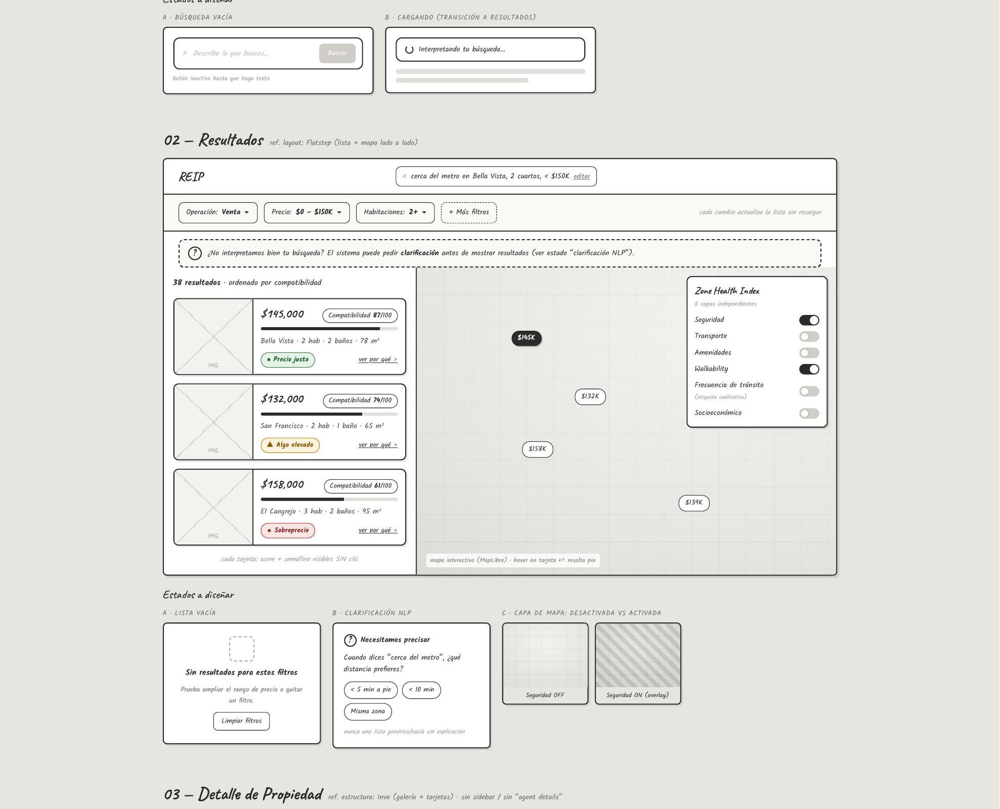 Estados a diseñar
A · BÚSQUEDA VACÍA
Describe lo que buscas...
Buscar
botón inactivo hasta que haya texto
B · CARGANDO (TRANSICIÓN A RESULTADOS)
Interpretando tu búsqueda...
02 — Resultados
ref. layout: Flatstep (lista + mapa lado a lado)
REIP
cerca del metro en Bella Vista, 2 cuartos, < $150K editar
Operación: Venta
Precio: $0 – $150K
Habitaciones: 2+
+ Más filtros
cada cambio actualiza la lista sin recargar
? ¿No interpretamos bien tu búsqueda? El sistema puede pedir clarificación antes de mostrar resultados (ver estado “clarificación NLP”).
38 resultados · ordenado por compatibilidad
IMG
$145,000
Compatibilidad 87/100
Bella Vista · 2 hab · 2 baños · 78 m²
● Precio justo
ver por qué >
IMG
$132,000
Compatibilidad 74/100
San Francisco · 2 hab · 1 baño · 65 m²
▲ Algo elevado
ver por qué >
IMG
$158,000
Compatibilidad 61/100
El Cangrejo · 3 hab · 2 baños · 95 m²
◆ Sobreprecio
ver por qué >
cada tarjeta: score + semáforo visibles SIN clic
$145K
$132K
$158K
$139K
Zone Health Index
6 capas independientes
Seguridad
Transporte
Amenidades
Walkability
Frecuencia de tránsito
(etiqueta cualitativa)
Socioeconómico
mapa interactivo (MapLibre) · hover en tarjeta ⇄ resalta pin
Estados a diseñar
A · LISTA VACÍA
Sin resultados para estos filtros
Prueba ampliar el rango de precio o quitar
un filtro.
Limpiar filtros
B · CLARIFICACIÓN NLP
? Necesitamos precisar
Cuando dices “cerca del metro”, ¿qué
distancia prefieres?
< 5 min a pie
< 10 min
Misma zona
nunca una lista genérica/vacía sin explicación
C · CAPA DE MAPA: DESACTIVADA VS ACTIVADA
Seguridad OFF
Seguridad ON (overlay)
03 — Detalle de Propiedad
ref. estructura: Inve (galería + tarjetas) · sin sidebar / sin “agent details”